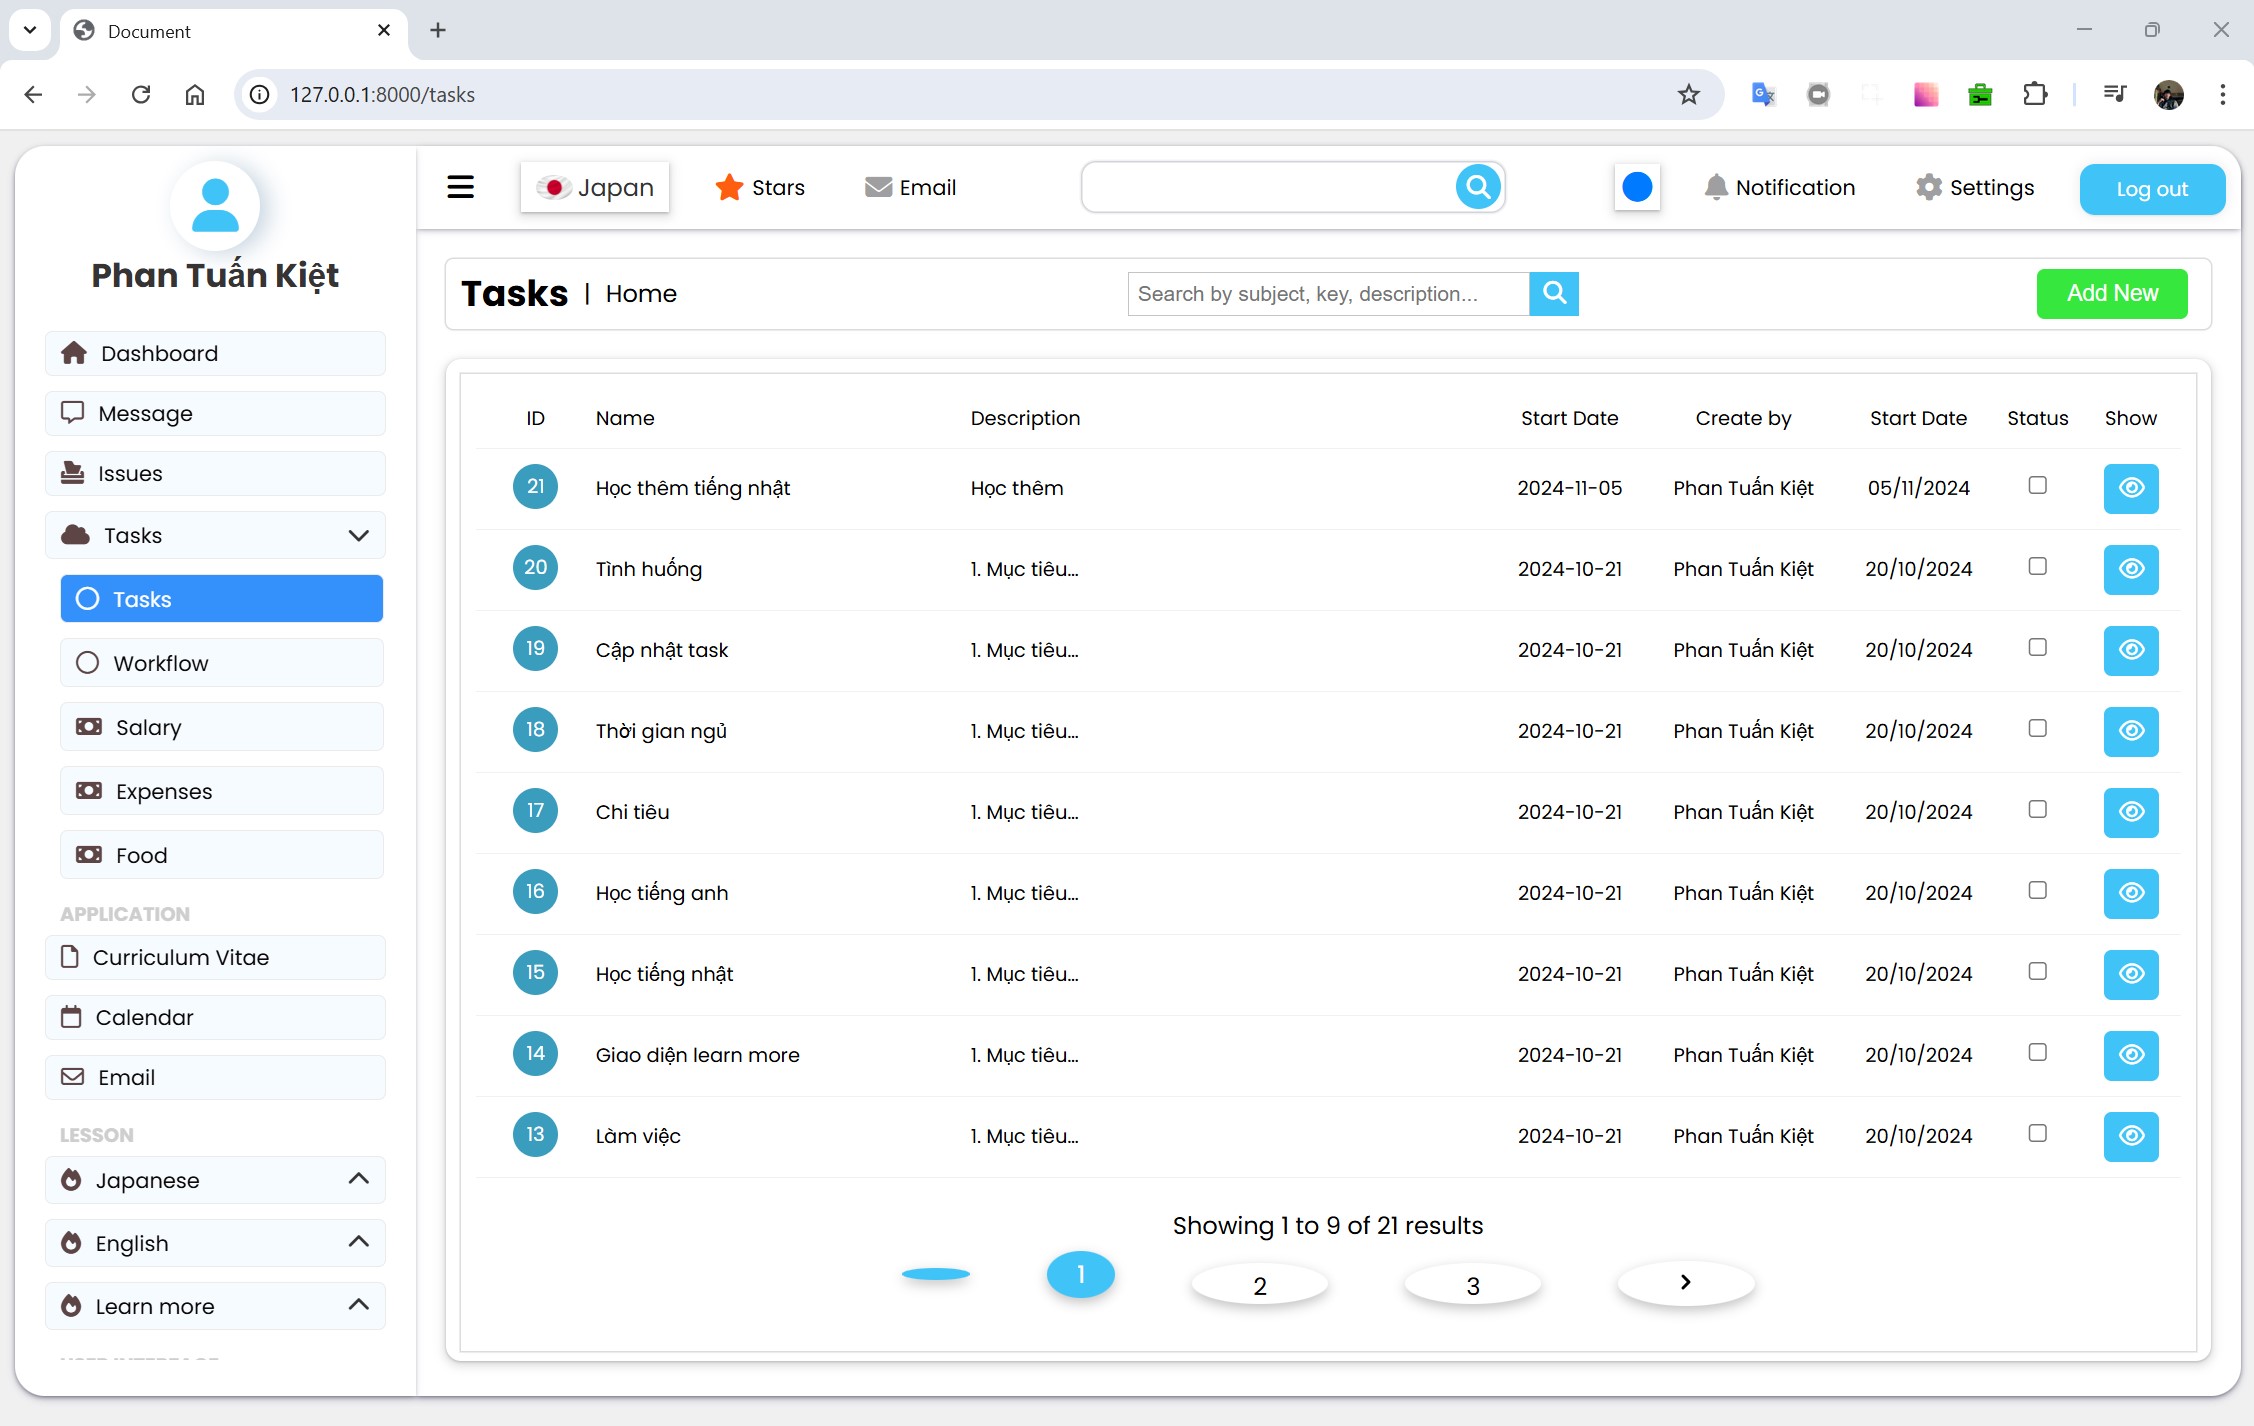 Document
127.0.0.1:8000/tasks
Phan Tuấn Kiệt
Dashboard
Message
Issues
Tasks
Tasks
Workflow
Salary
Expenses
Food
APPLICATION
Curriculum Vitae
Calendar
Email
LESSON
Japanese
English
Learn more
Japan Stars Email Notification Settings Log out
Tasks | Home Search by subject, key, description... Add New
ID Name Description Start Date Create by Start Date Status Show
21 Học thêm tiếng nhật Học thêm 2024-11-05 Phan Tuấn Kiệt 05/11/2024
20 Tình huống 1. Mục tiêu... 2024-10-21 Phan Tuấn Kiệt 20/10/2024
19 Cập nhật task 1. Mục tiêu... 2024-10-21 Phan Tuấn Kiệt 20/10/2024
18 Thời gian ngủ 1. Mục tiêu... 2024-10-21 Phan Tuấn Kiệt 20/10/2024
17 Chi tiêu 1. Mục tiêu... 2024-10-21 Phan Tuấn Kiệt 20/10/2024
16 Học tiếng anh 1. Mục tiêu... 2024-10-21 Phan Tuấn Kiệt 20/10/2024
15 Học tiếng nhật 1. Mục tiêu... 2024-10-21 Phan Tuấn Kiệt 20/10/2024
14 Giao diện learn more 1. Mục tiêu... 2024-10-21 Phan Tuấn Kiệt 20/10/2024
13 Làm việc 1. Mục tiêu... 2024-10-21 Phan Tuấn Kiệt 20/10/2024
Showing 1 to 9 of 21 results
1 2 3